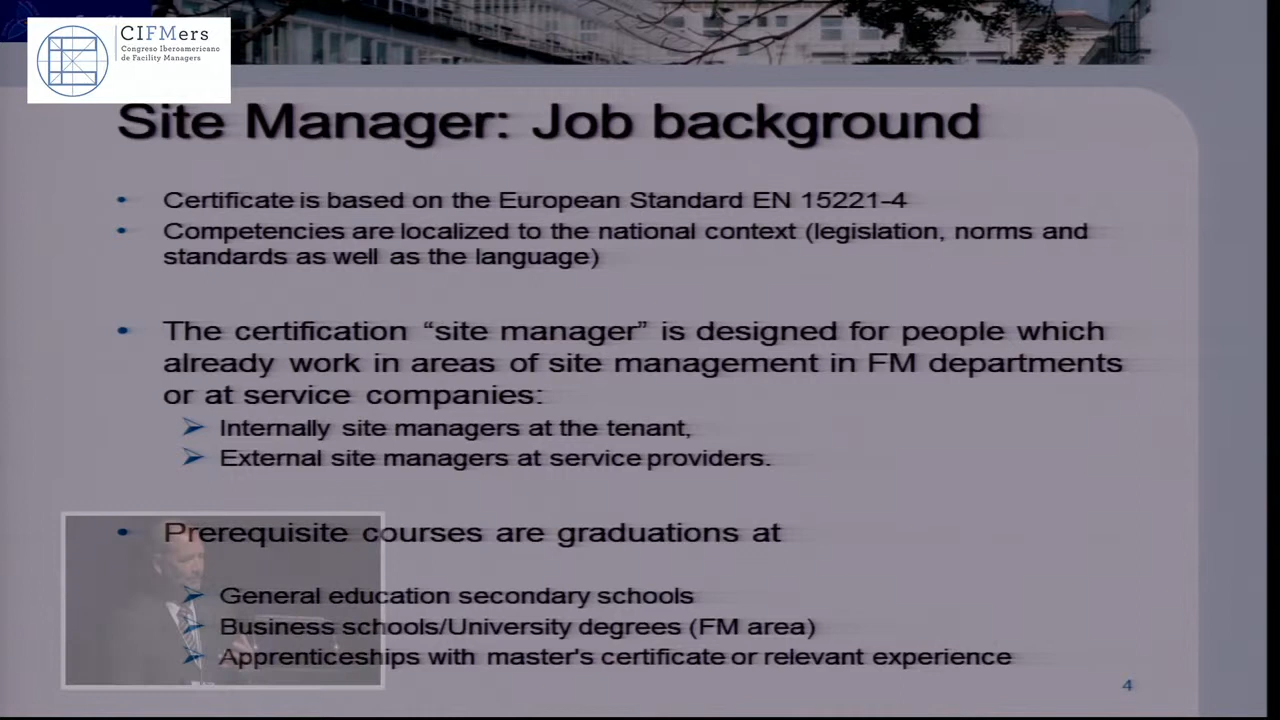 CIFMers
Congreso Iberoamericano
de Facility Managers
Site Manager: Job background
• Certificate is based on the European Standard EN 15221-4
• Competencies are localized to the national context (legislation, norms and
standards as well as the language)
• The certification “site manager” is designed for people which
already work in areas of site management in FM departments
or at service companies:
➢ Internally site managers at the tenant,
➢ External site managers at service providers.
• Prerequisite courses are graduations at
➢ General education secondary schools
➢ Business schools/University degrees (FM area)
➢ Apprenticeships with master's certificate or relevant experience
4